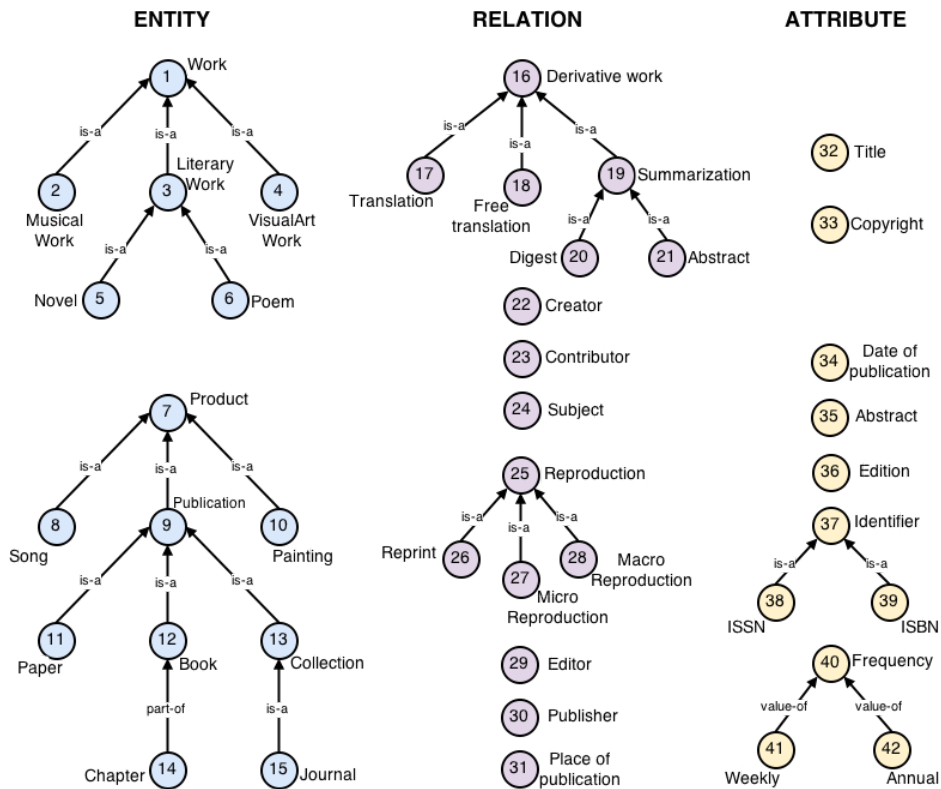 ENTITY
RELATION
ATTRIBUTE
1
Work
is-a
is-a
is-a
2
Musical
Work
3
Literary
Work
4
VisualArt
Work
is-a
is-a
Novel
5
6
Poem
7
Product
is-a
is-a
is-a
8
Song
Publication
9
10
Painting
is-a
is-a
is-a
11
Paper
12
Book
13
Collection
part-of
is-a
Chapter
14
15
Journal
16
Derivative work
is-a
is-a
is-a
17
Translation
18
Free
translation
19
Summarization
is-a
is-a
Digest
20
21
Abstract
22
Creator
23
Contributor
24
Subject
25
Reproduction
is-a
is-a
is-a
Reprint
26
27
Micro
Reproduction
28
Macro
Reproduction
29
Editor
30
Publisher
31
Place of
publication
32
Title
33
Copyright
34
Date of
publication
35
Abstract
36
Edition
37
Identifier
is-a
is-a
38
ISSN
39
ISBN
40
Frequency
value-of
value-of
41
Weekly
42
Annual